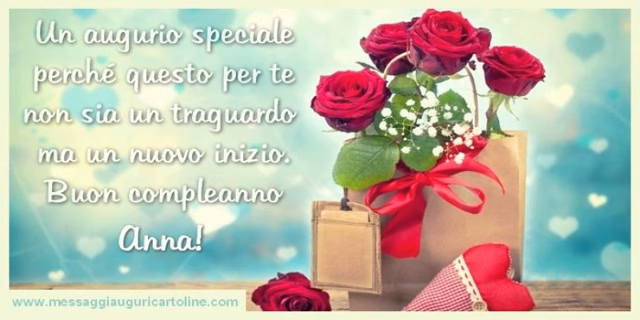 Un augurio speciale
perché questo per te
non sia un traguardo
ma un nuovo inizio.
Buon compleanno
Anna!
www.messaggiauguricartoline.com